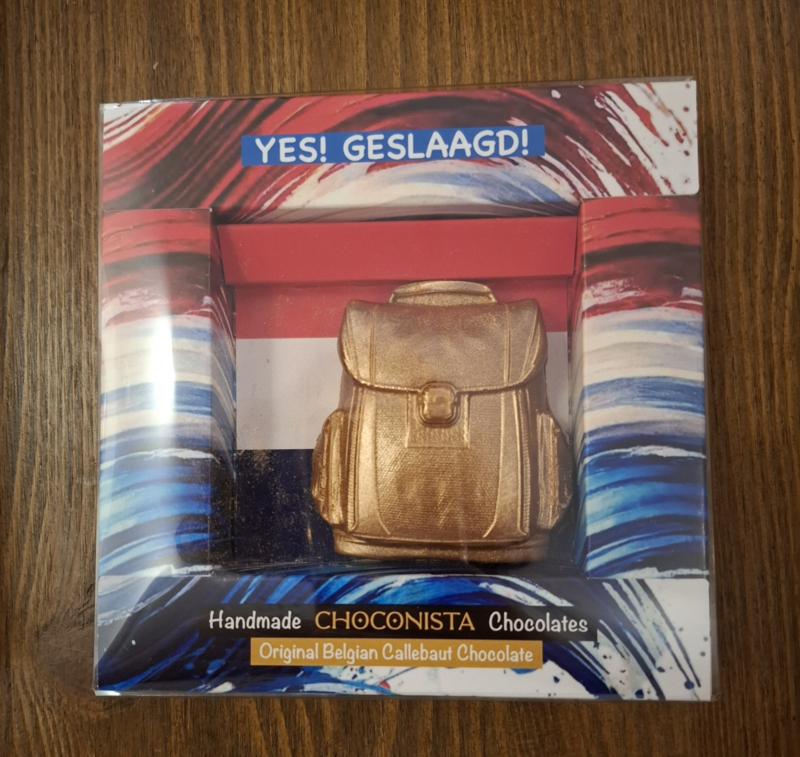 YES! GESLAAGD!
Handmade CHOCONISTA Chocolates
Original Belgian Callebaut Chocolate